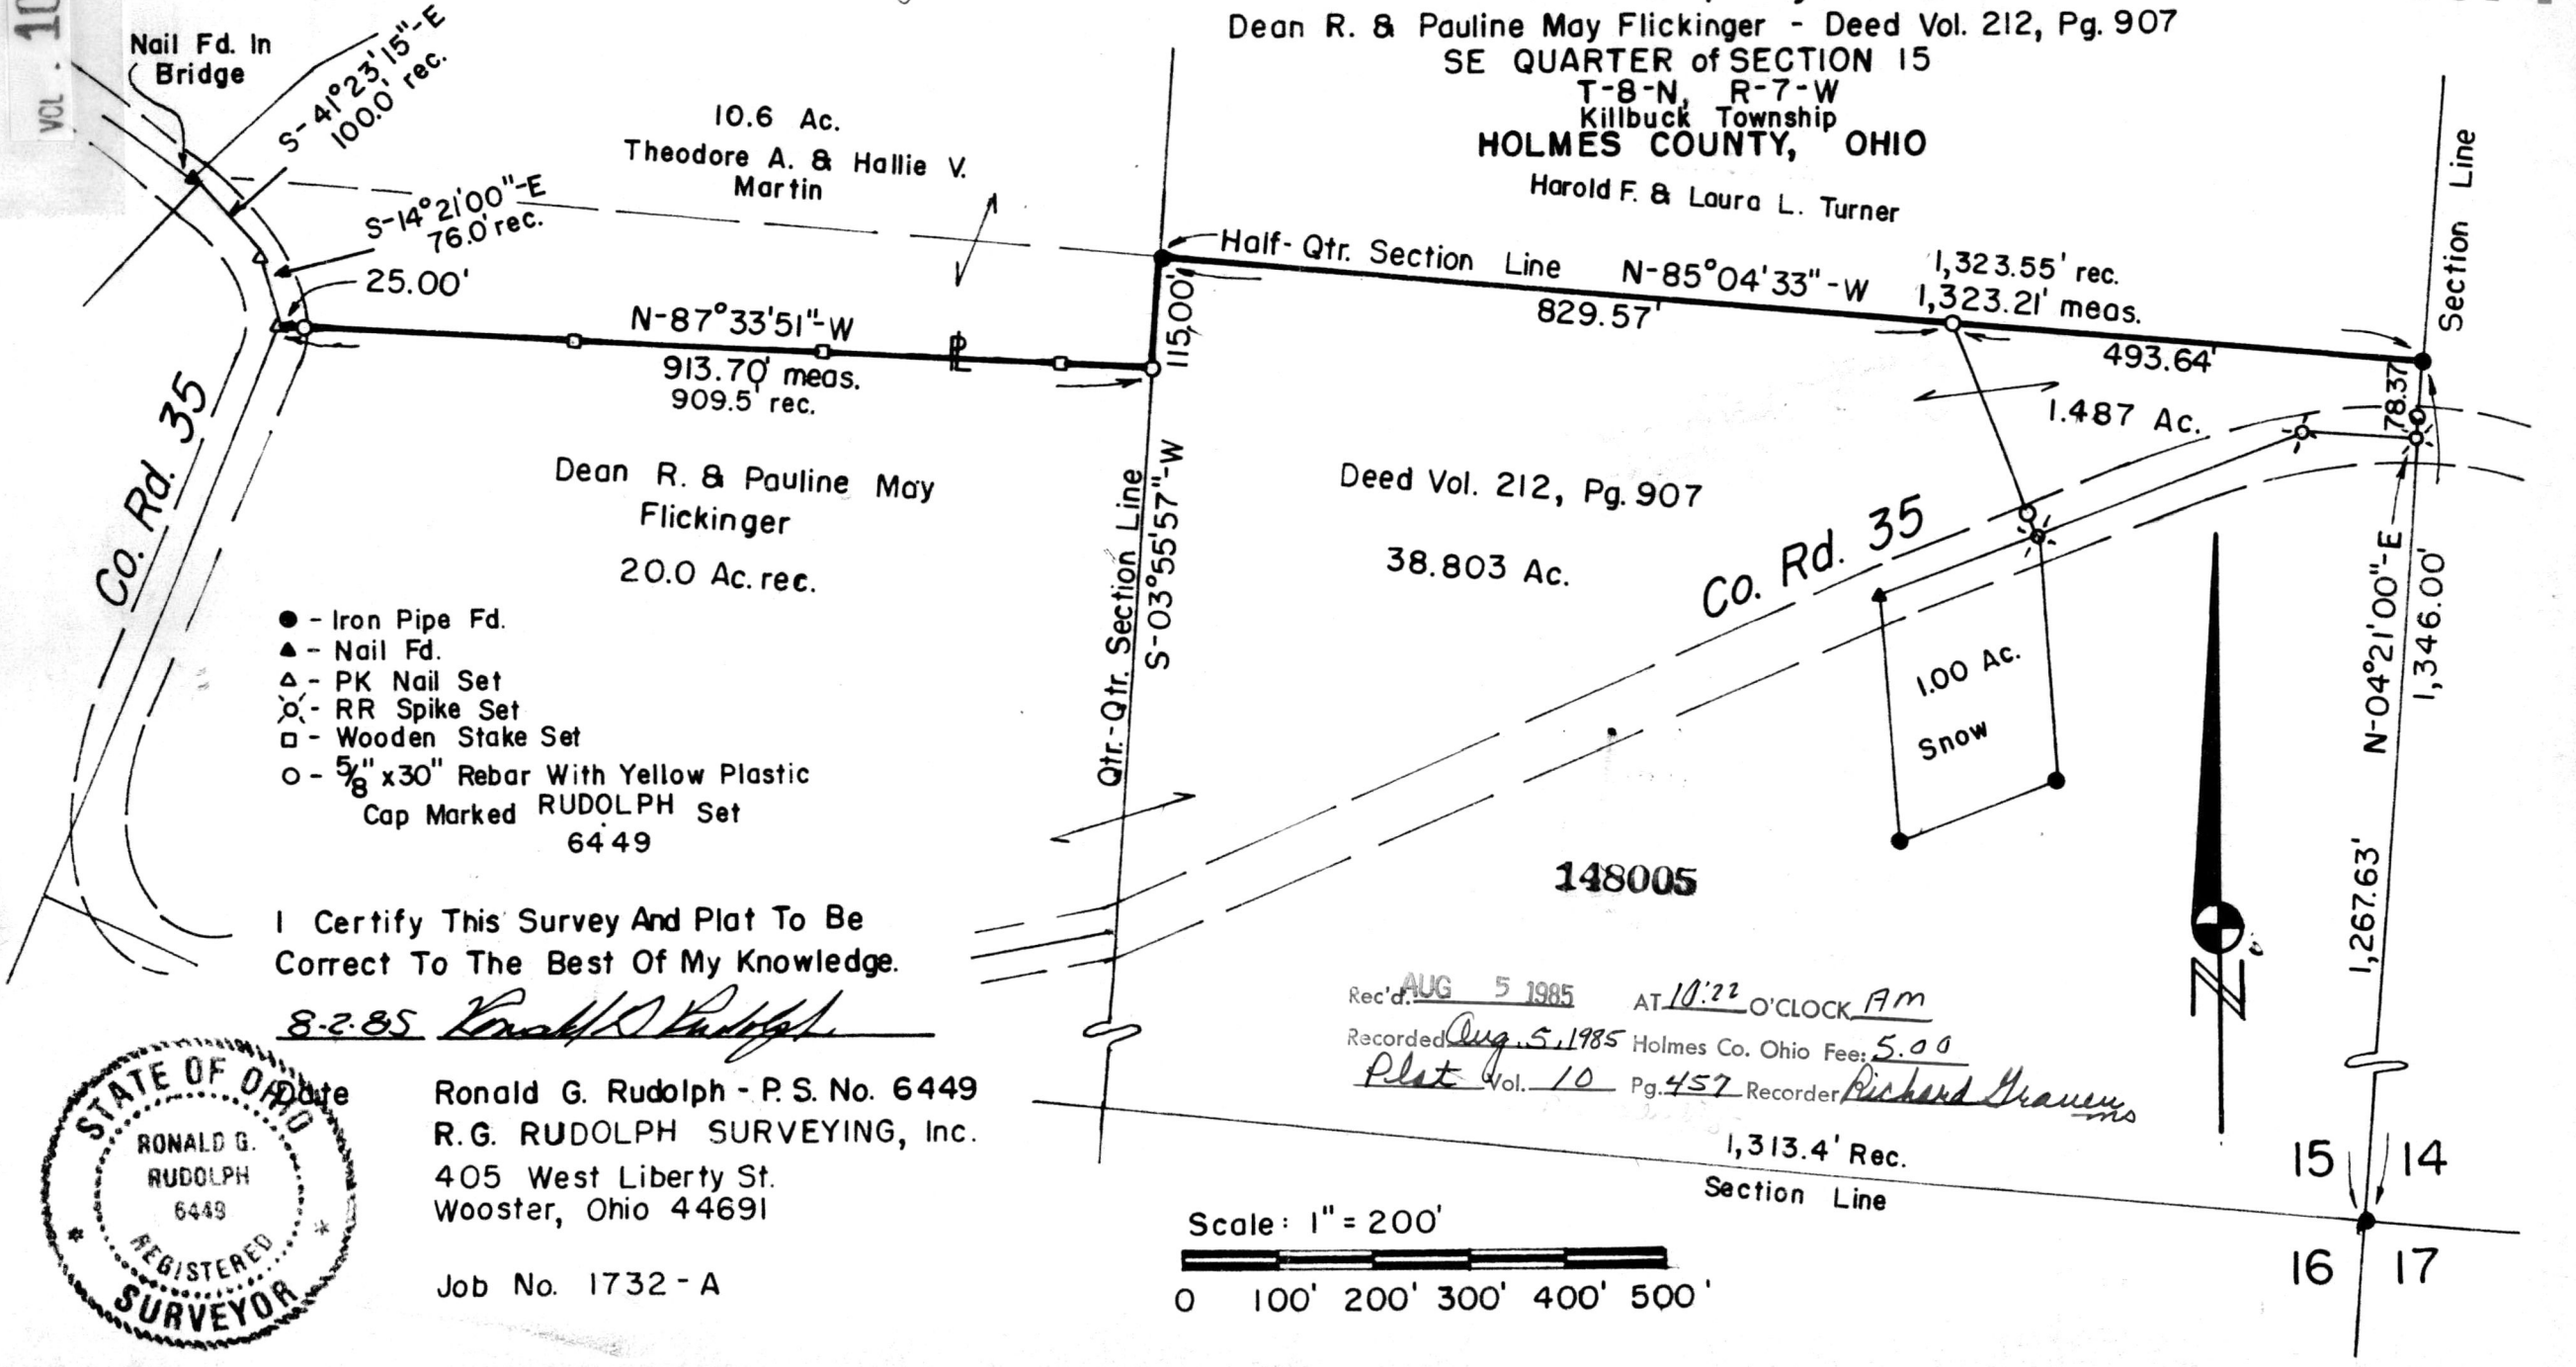 VOL. 10
Dean R. & Pauline May Flickinger - Deed Vol. 212, Pg. 907
SE QUARTER of SECTION 15
T-8-N, R-7-W
Killbuck Township
HOLMES COUNTY, OHIO
Harold F. & Laura L. Turner
Nail Fd. In
Bridge
S-41°23'15"-E
100.0' rec.
10.6 Ac.
Theodore A. & Hallie V.
Martin
S-14°21'00"-E
76.0' rec.
25.00'
N-87°33'51"-W
913.70' meas.
909.5' rec.
PL
115.00'
Half-Qtr. Section Line N-85°04'33"-W
829.57'
1,323.55' rec.
1,323.21' meas.
493.64'
Section Line
78.37
1.487 Ac.
Co. Rd. 35
Dean R. & Pauline May
Flickinger
20.0 Ac. rec.
Qtr.-Qtr. Section Line
S-03°55'57"-W
Deed Vol. 212, Pg. 907
38.803 Ac.
Co. Rd. 35
1.00 Ac.
Snow
N-04°21'00"-E
1,346.00'
1,267.63'
● - Iron Pipe Fd.
▲ - Nail Fd.
△ - PK Nail Set
- RR Spike Set
□ - Wooden Stake Set
○ - 5/8" x30" Rebar With Yellow Plastic
Cap Marked RUDOLPH Set
6449
148005
N
I Certify This Survey And Plat To Be
Correct To The Best Of My Knowledge.
8-2-85 Ronald G Rudolph
Date
Ronald G. Rudolph - P.S. No. 6449
R.G. RUDOLPH SURVEYING, Inc.
405 West Liberty St.
Wooster, Ohio 44691
Job No. 1732-A
STATE OF OHIO
RONALD G.
RUDOLPH
6449
REGISTERED
SURVEYOR
Rec'd. AUG 5 1985 AT 10:22 O'CLOCK AM
Recorded Aug. 5, 1985 Holmes Co. Ohio Fee: 5.00
Plat Vol. 10 Pg. 457 Recorder Richard Graven
ms
1,313.4' Rec.
Section Line
15 14
16 17
Scale: 1" = 200'
0 100' 200' 300' 400' 500'